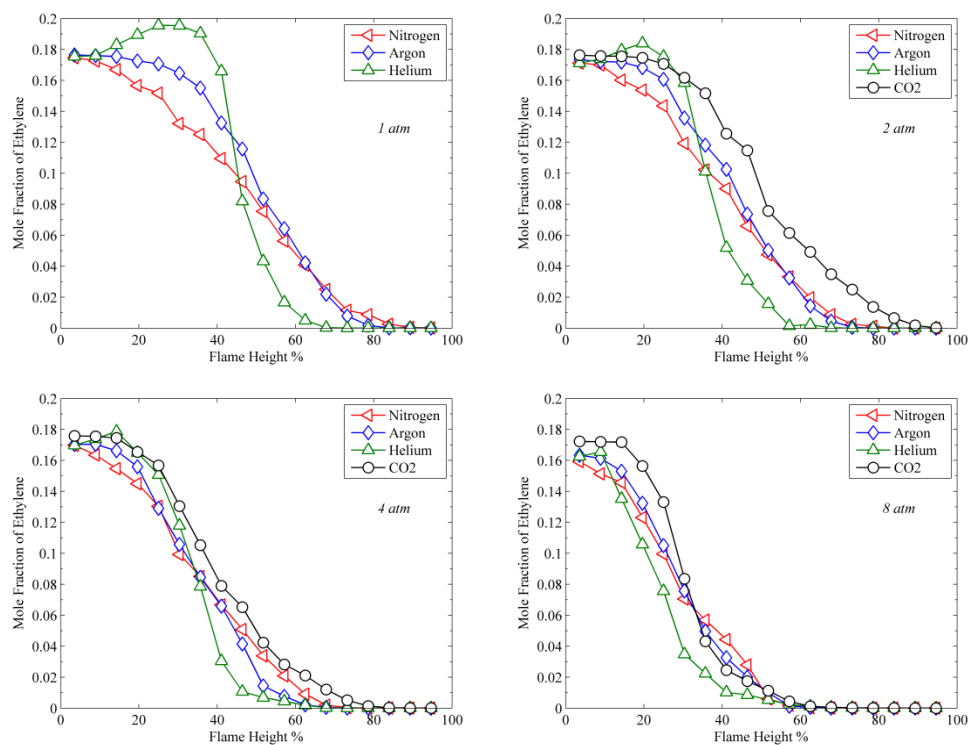 0.2
0.18
0.16
0.14
0.12
0.1
0.08
0.06
0.04
0.02
0
0 20 40 60 80 100
Mole Fraction of Ethylene
Flame Height %
Nitrogen
Argon
Helium
1 atm
0.2
0.18
0.16
0.14
0.12
0.1
0.08
0.06
0.04
0.02
0
0 20 40 60 80 100
Mole Fraction of Ethylene
Flame Height %
Nitrogen
Argon
Helium
CO2
2 atm
0.2
0.18
0.16
0.14
0.12
0.1
0.08
0.06
0.04
0.02
0
0 20 40 60 80 100
Mole Fraction of Ethylene
Flame Height %
Nitrogen
Argon
Helium
CO2
4 atm
0.2
0.18
0.16
0.14
0.12
0.1
0.08
0.06
0.04
0.02
0
0 20 40 60 80 100
Mole Fraction of Ethylene
Flame Height %
Nitrogen
Argon
Helium
CO2
8 atm